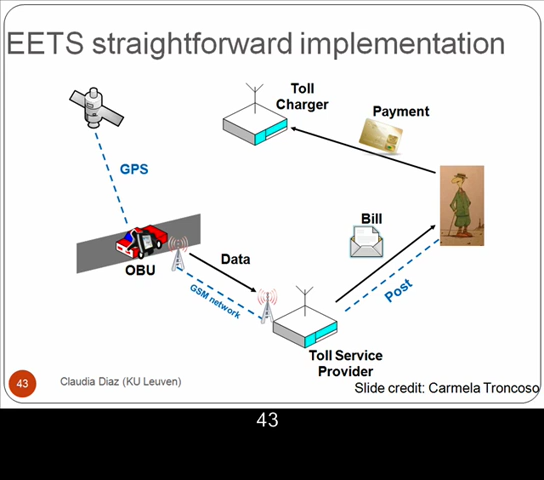 EETS straightforward implementation
Toll
Charger
Payment
GPS
Bill
OBU
Data
GSM network
Post
Toll Service
Provider
43
Claudia Diaz (KU Leuven)
Slide credit: Carmela Troncoso
43